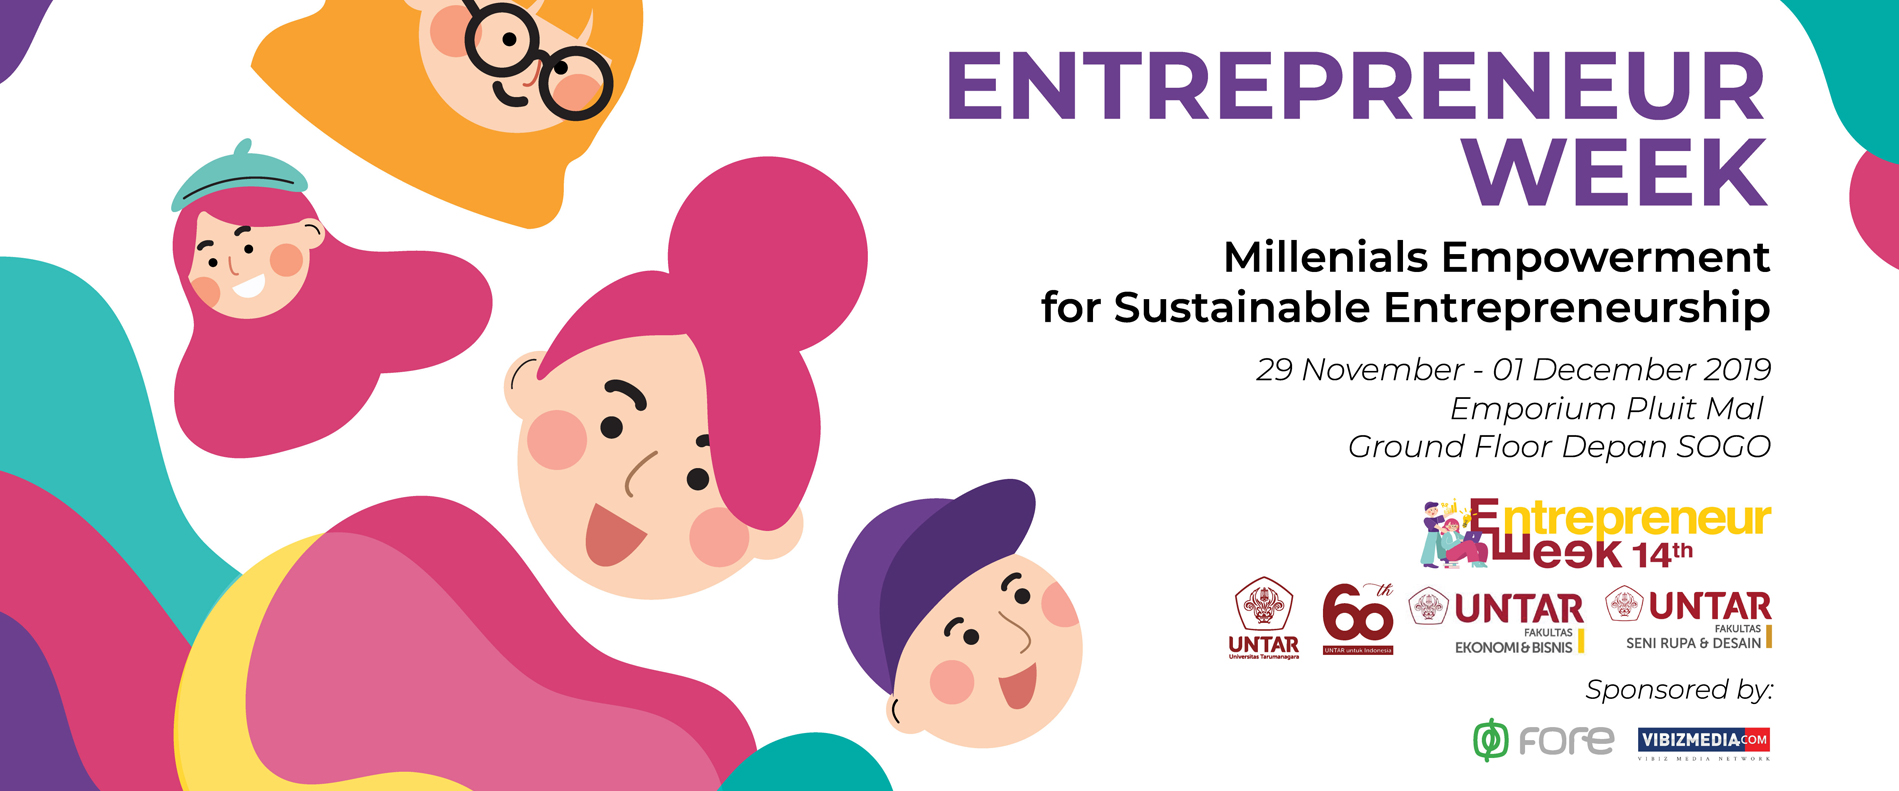 ENTREPRENEUR
WEEK
Millenials Empowerment
for Sustainable Entrepreneurship
29 November - 01 December 2019
Emporium Pluit Mal
Ground Floor Depan SOGO
Entrepreneur
Week 14th
UNTAR
Universitas Tarumanagara
60th
UNTAR untuk Indonesia
UNTAR
FAKULTAS
EKONOMI & BISNIS
UNTAR
FAKULTAS
SENI RUPA & DESAIN
Sponsored by:
FORE
VIBIZMEDIA.COM
VIBIZ MEDIA NETWORK